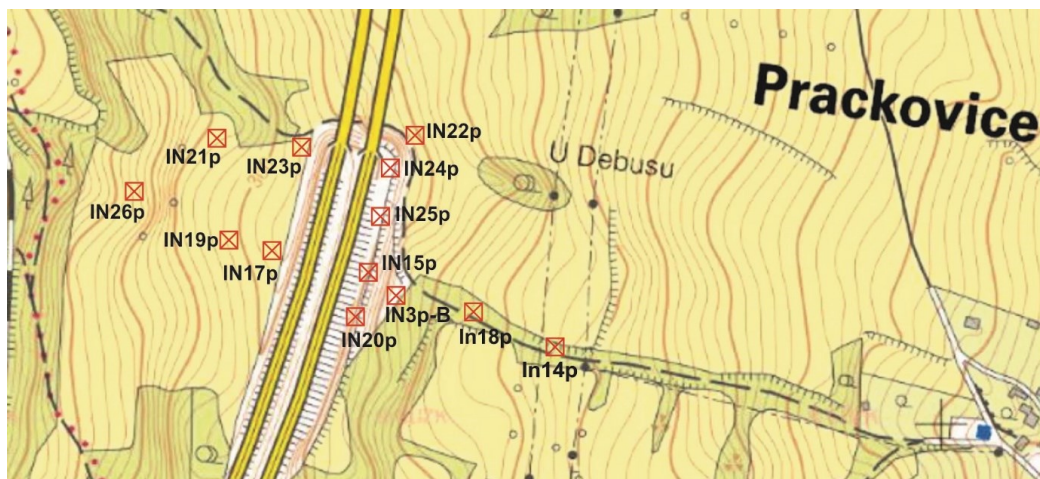 Prackovice
U Debusu
IN22p
IN21p
IN23p
IN24p
IN26p
IN25p
IN19p
IN17p
IN15p
IN3p-B
In18p
IN20p
In14p